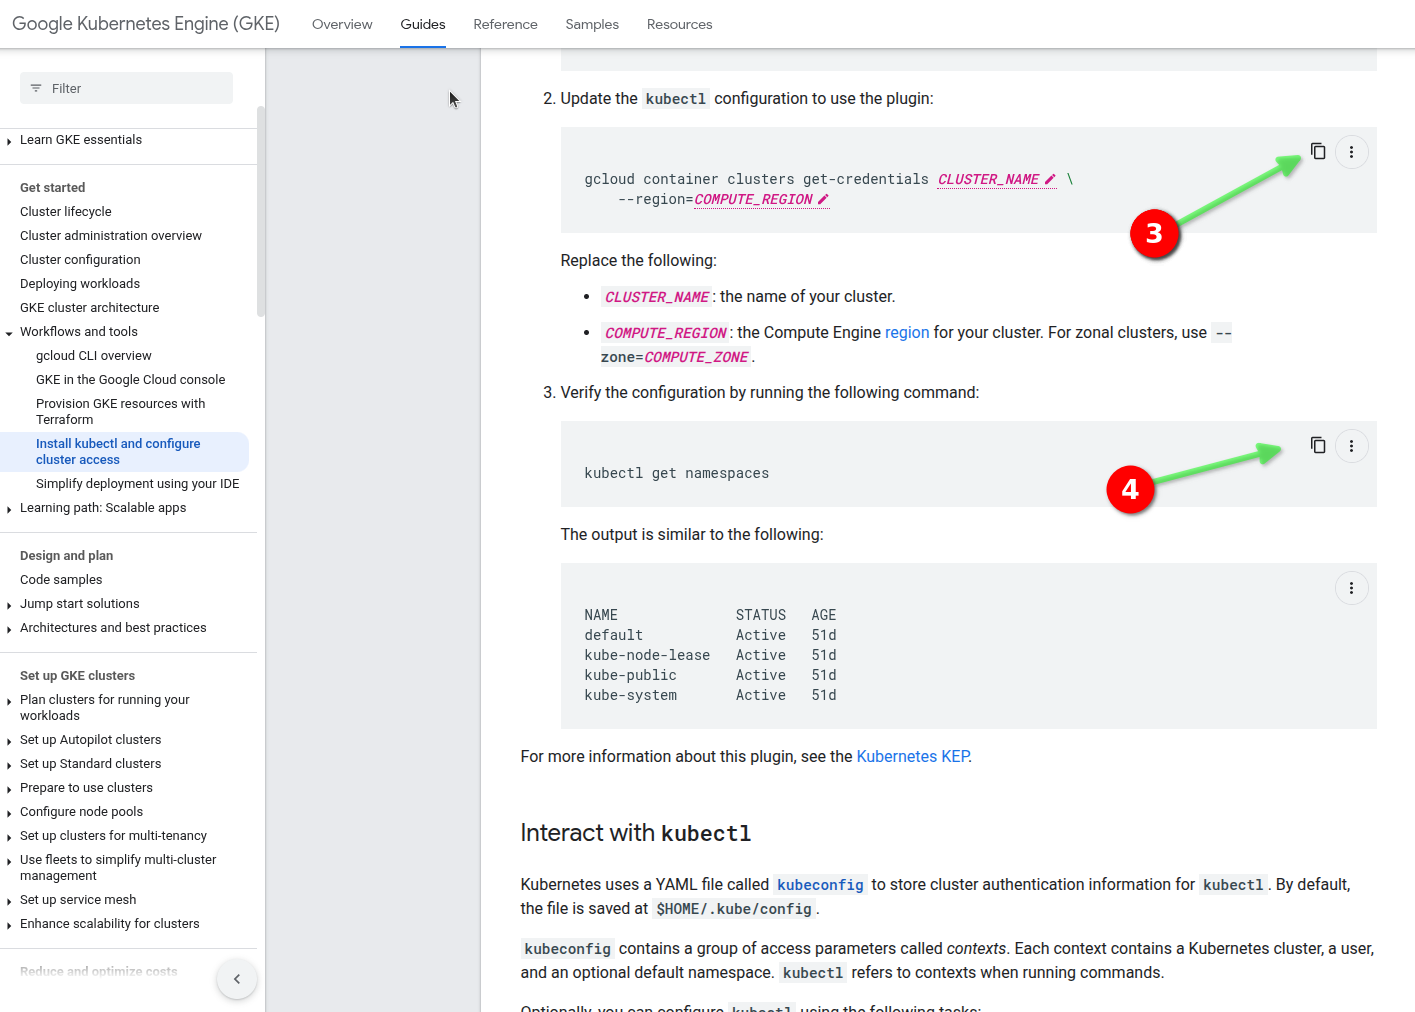 Google Kubernetes Engine (GKE)
Overview
Guides
Reference
Samples
Resources
Filter
Learn GKE essentials
Get started
Cluster lifecycle
Cluster administration overview
Cluster configuration
Deploying workloads
GKE cluster architecture
Workflows and tools
gcloud CLI overview
GKE in the Google Cloud console
Provision GKE resources with
Terraform
Install kubectl and configure
cluster access
Simplify deployment using your IDE
Learning path: Scalable apps
Design and plan
Code samples
Jump start solutions
Architectures and best practices
Set up GKE clusters
Plan clusters for running your
workloads
Set up Autopilot clusters
Set up Standard clusters
Prepare to use clusters
Configure node pools
Set up clusters for multi-tenancy
Use fleets to simplify multi-cluster
management
Set up service mesh
Enhance scalability for clusters
Reduce and optimize costs
2. Update the kubectl configuration to use the plugin:
gcloud container clusters get-credentials CLUSTER_NAME \
--region=COMPUTE_REGION
3
Replace the following:
• CLUSTER_NAME: the name of your cluster.
• COMPUTE_REGION: the Compute Engine region for your cluster. For zonal clusters, use --
zone=COMPUTE_ZONE.
3. Verify the configuration by running the following command:
kubectl get namespaces
4
The output is similar to the following:
NAME STATUS AGE
default Active 51d
kube-node-lease Active 51d
kube-public Active 51d
kube-system Active 51d
For more information about this plugin, see the Kubernetes KEP.
Interact with kubectl
Kubernetes uses a YAML file called kubeconfig to store cluster authentication information for kubectl. By default,
the file is saved at $HOME/.kube/config.
kubeconfig contains a group of access parameters called contexts. Each context contains a Kubernetes cluster, a user,
and an optional default namespace. kubectl refers to contexts when running commands.
Optionally, you can configure kubectl using the following tasks: